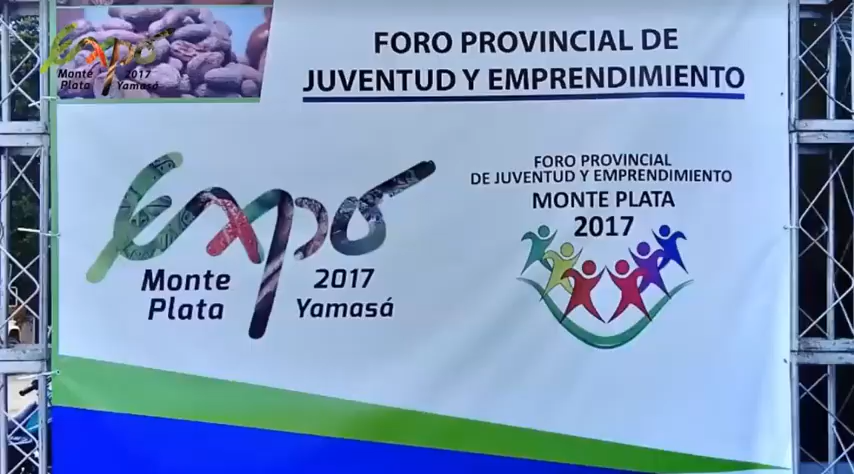 Expo
Monte 2017
Plata Yamasá
FORO PROVINCIAL DE
JUVENTUD Y EMPRENDIMIENTO
Expo
Monte 2017
Plata Yamasá
FORO PROVINCIAL
DE JUVENTUD Y EMPRENDIMIENTO
MONTE PLATA
2017